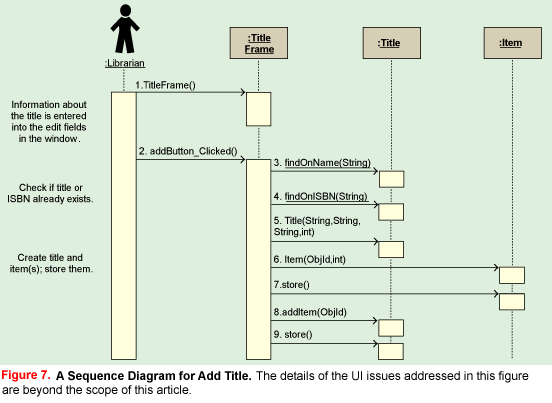 :Title
Frame
:Title
:Item
:Librarian
1.TitleFrame()
Information about
the title is entered
into the edit fields
in the window.
2. addButton_Clicked()
3. findOnName(String)
Check if title or
ISBN already exists.
4. findOnISBN(String)
5. Title(String,String,
String,int)
Create title and
item(s); store them.
6. Item(ObjId,int)
7.store()
8.addItem(ObjId)
9. store()
Figure 7. A Sequence Diagram for Add Title. The details of the UI issues addressed in this figure
are beyond the scope of this article.